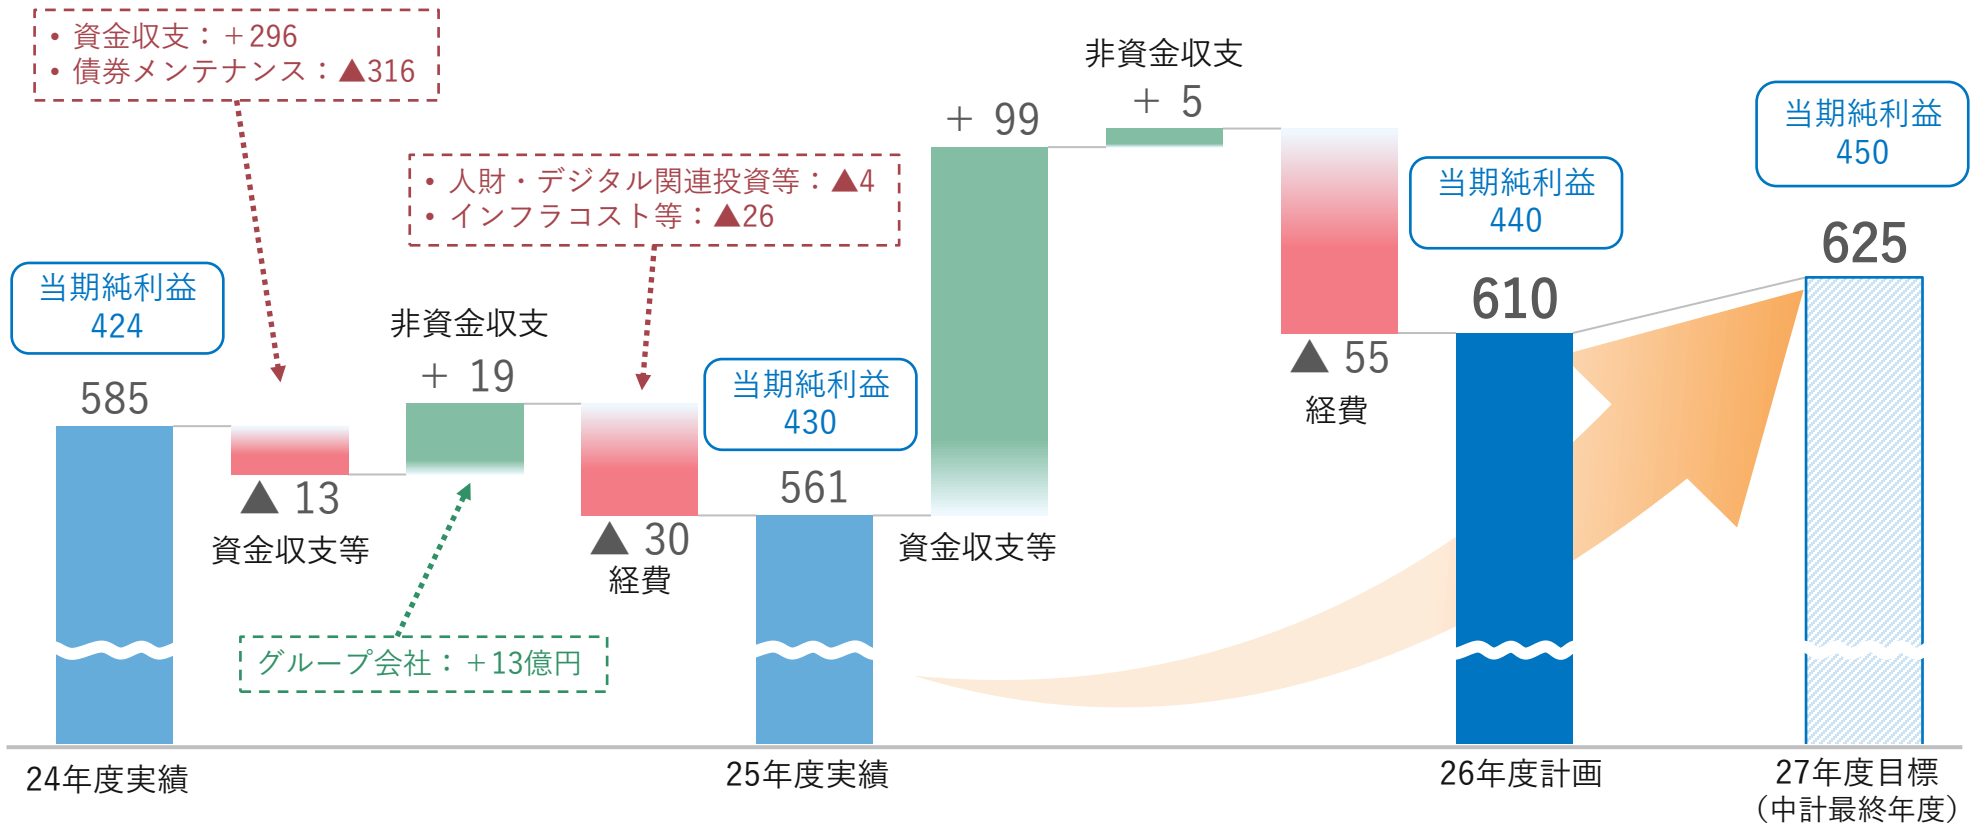 • 資金収支：＋296
• 債券メンテナンス：▲316
当期純利益
424
585
▲ 13
資金収支等
グループ会社：＋13億円
非資金収支
＋ 19
• 人財・デジタル関連投資等：▲4
• インフラコスト等：▲26
▲ 30
経費
当期純利益
430
561
＋ 99
資金収支等
非資金収支
＋ 5
▲ 55
経費
当期純利益
440
610
当期純利益
450
625
24年度実績
25年度実績
26年度計画
27年度目標
（中計最終年度）